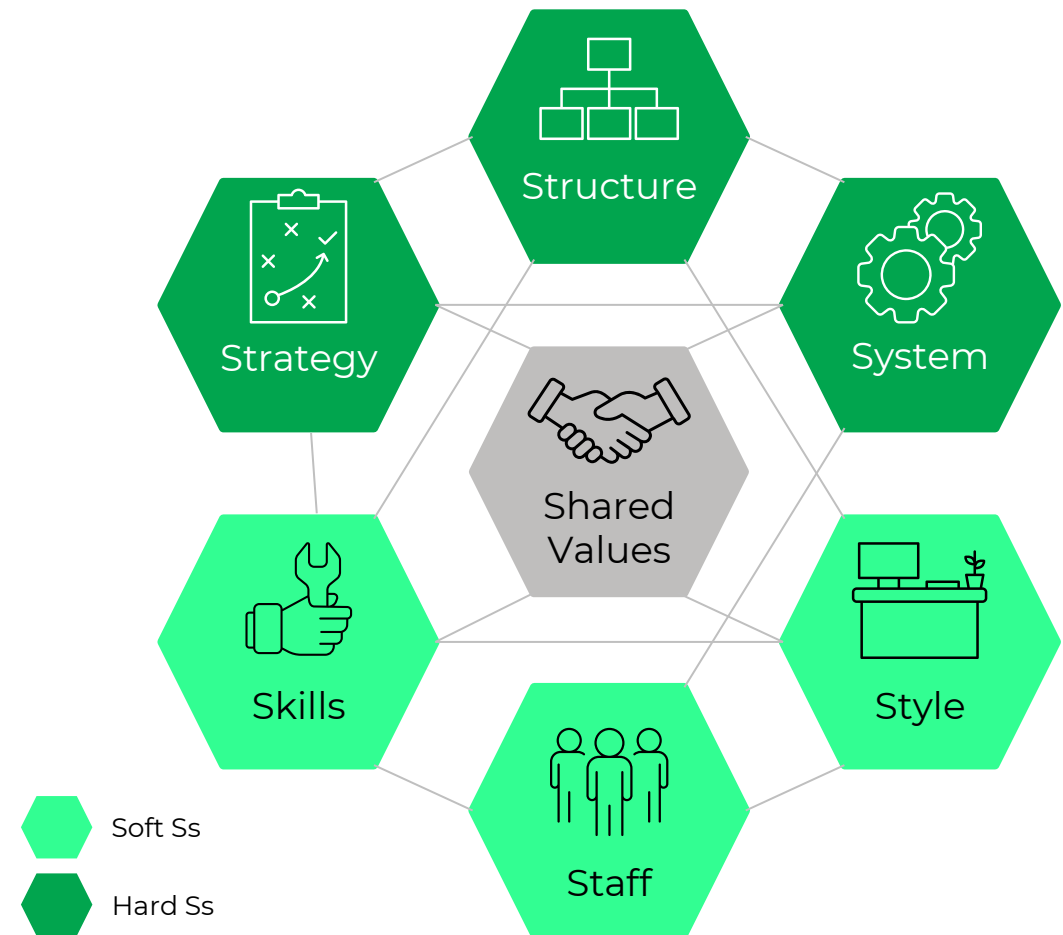 Structure
Strategy
System
Shared
Values
Skills
Style
Staff
Soft Ss
Hard Ss